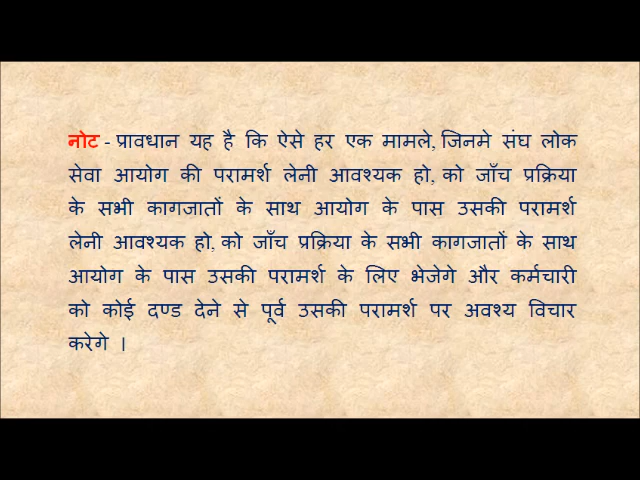 नोट - प्रावधान यह है कि ऐसे हर एक मामले, जिनमे संघ लोक
सेवा आयोग की परामर्श लेनी आवश्यक हो, को जाँच प्रक्रिया
के सभी कागजातों के साथ आयोग के पास उसकी परामर्श
लेनी आवश्यक हो, को जाँच प्रक्रिया के सभी कागजातों के साथ
आयोग के पास उसकी परामर्श के लिए भेजेगे और कर्मचारी
को कोई दण्ड देने से पूर्व उसकी परामर्श पर अवश्य विचार
करेगे ।